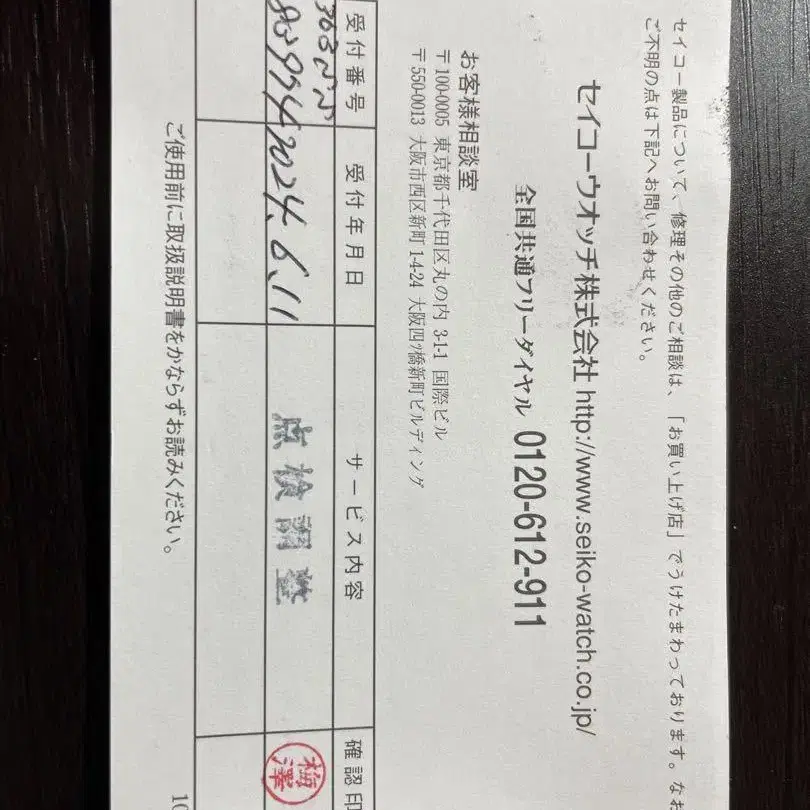 セイコー製品について、修理その他のご相談は、「お買い上げ店」でうけたまわっております。なお
ご不明の点は下記へお問い合わせください。
セイコーウオッチ株式会社 http://www.seiko-watch.co.jp/
全国共通フリーダイヤル 0120-612-911
お客様相談室
〒100-0005 東京都千代田区丸の内 3-1-1 国際ビル
〒550-0013 大阪市西区新町 1-4-24 大阪四ツ橋新町ビルディング
受付番号 受付年月日 サービス内容 確認印
2024.6.11 点検調整 梅澤
ご使用前に取扱説明書をかならずお読みください。